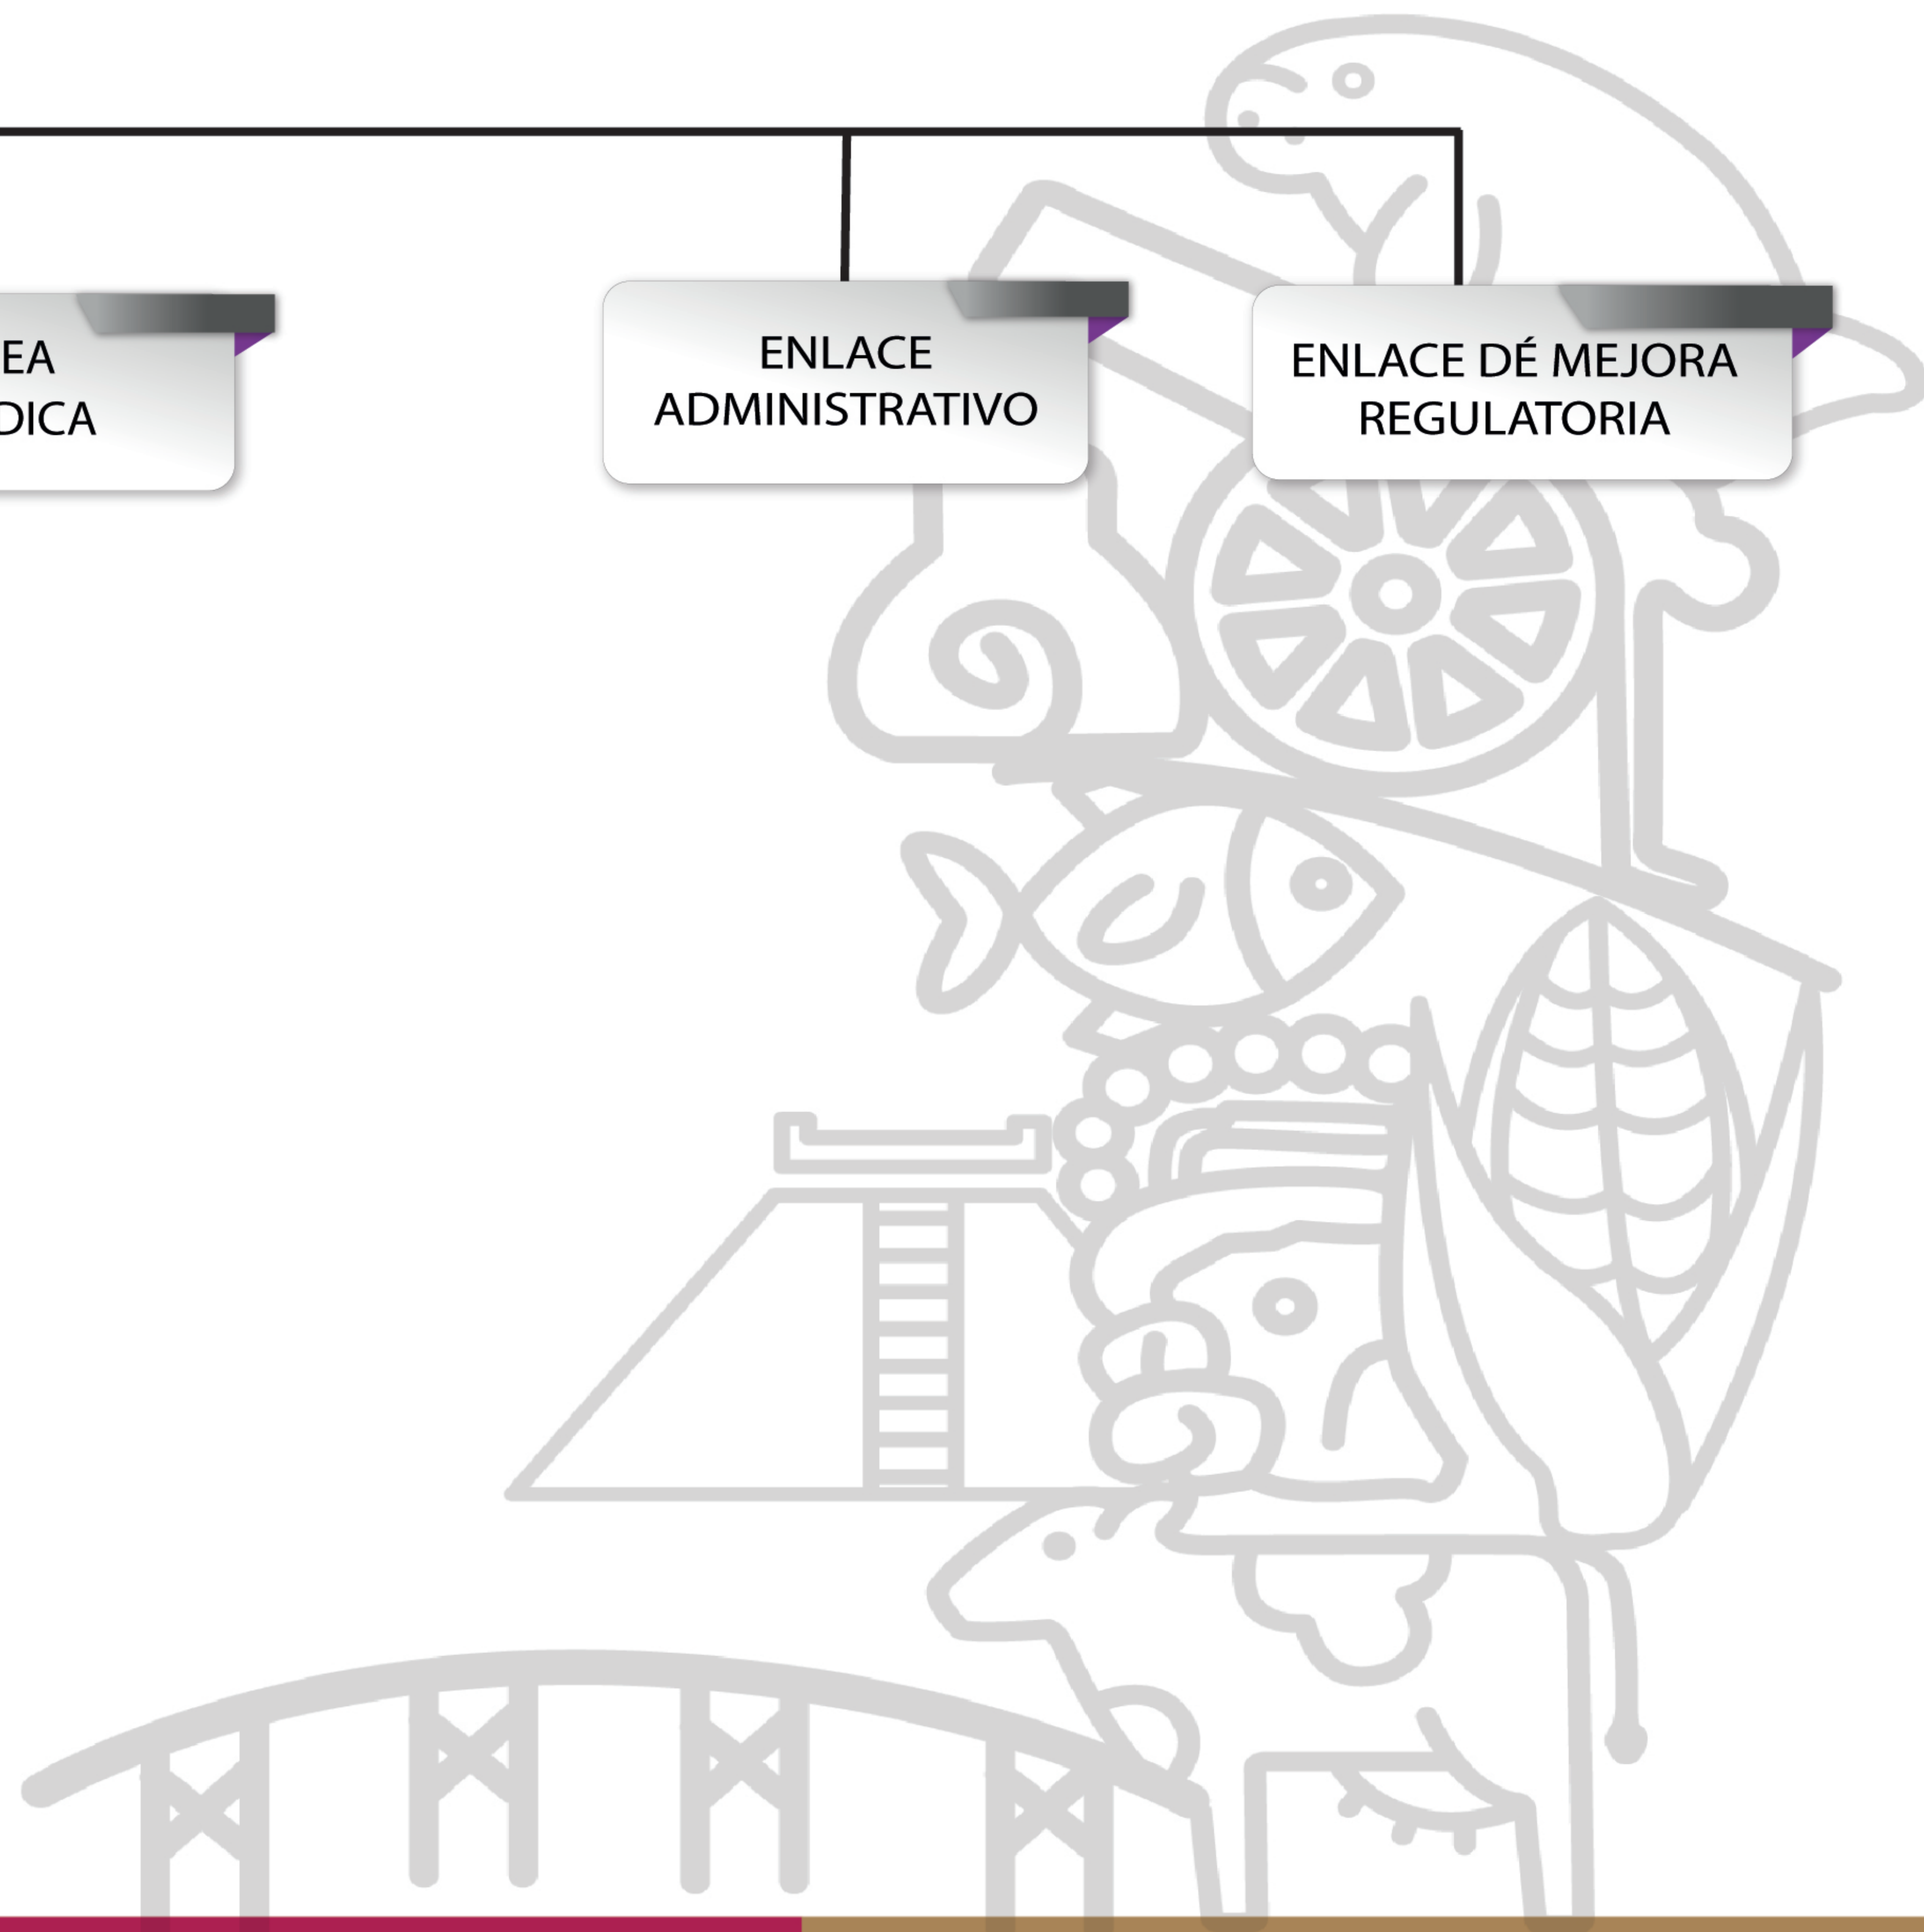 EA
DICA
ENLACE
ADMINISTRATIVO
ENLACE DÉ MEJORA
REGULATORIA